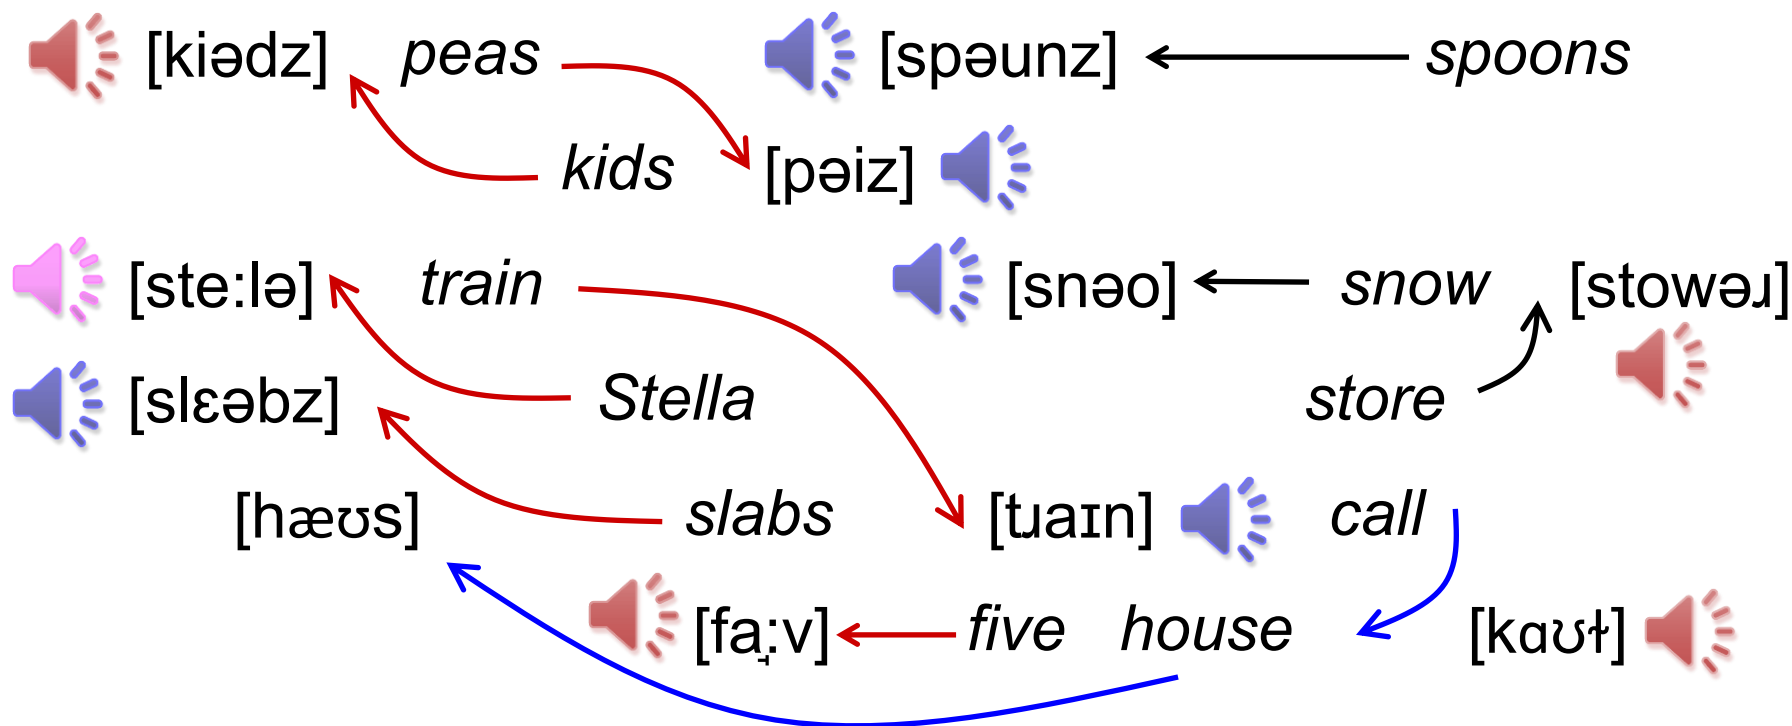 [kiədz] peas [spəunz] spoons
kids [pəiz]
[ste:lə] train [snəo] snow [stowəɹ]
[slɛəbz] Stella store
[hæʊs] slabs [tɹaɪn] call
[fa̘:v] five house [kɑʊɫ]